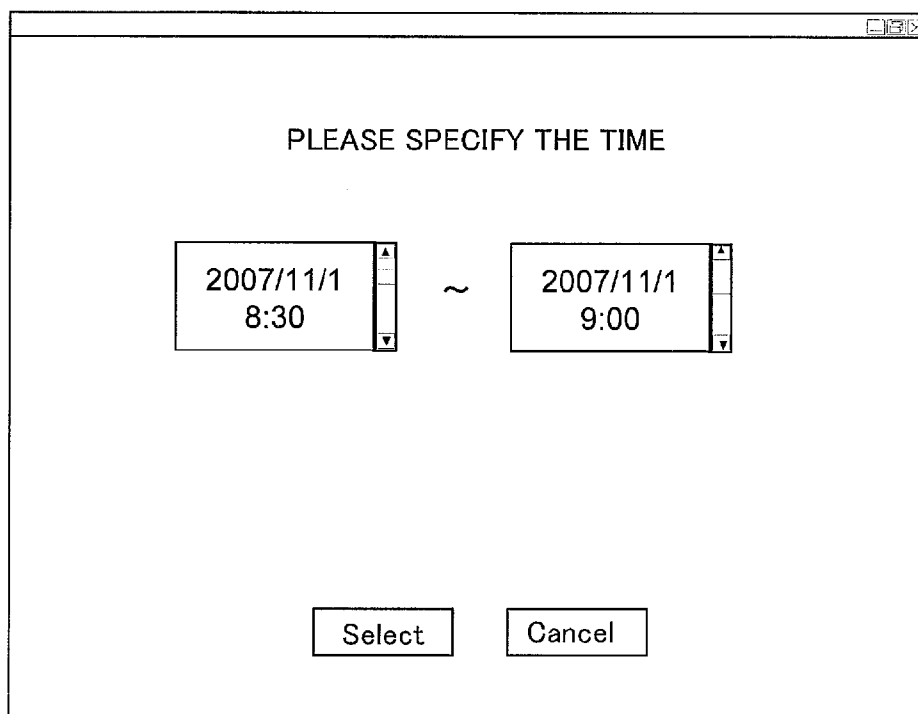 PLEASE SPECIFY THE TIME
2007/11/1
8:30
~
2007/11/1
9:00
Select
Cancel